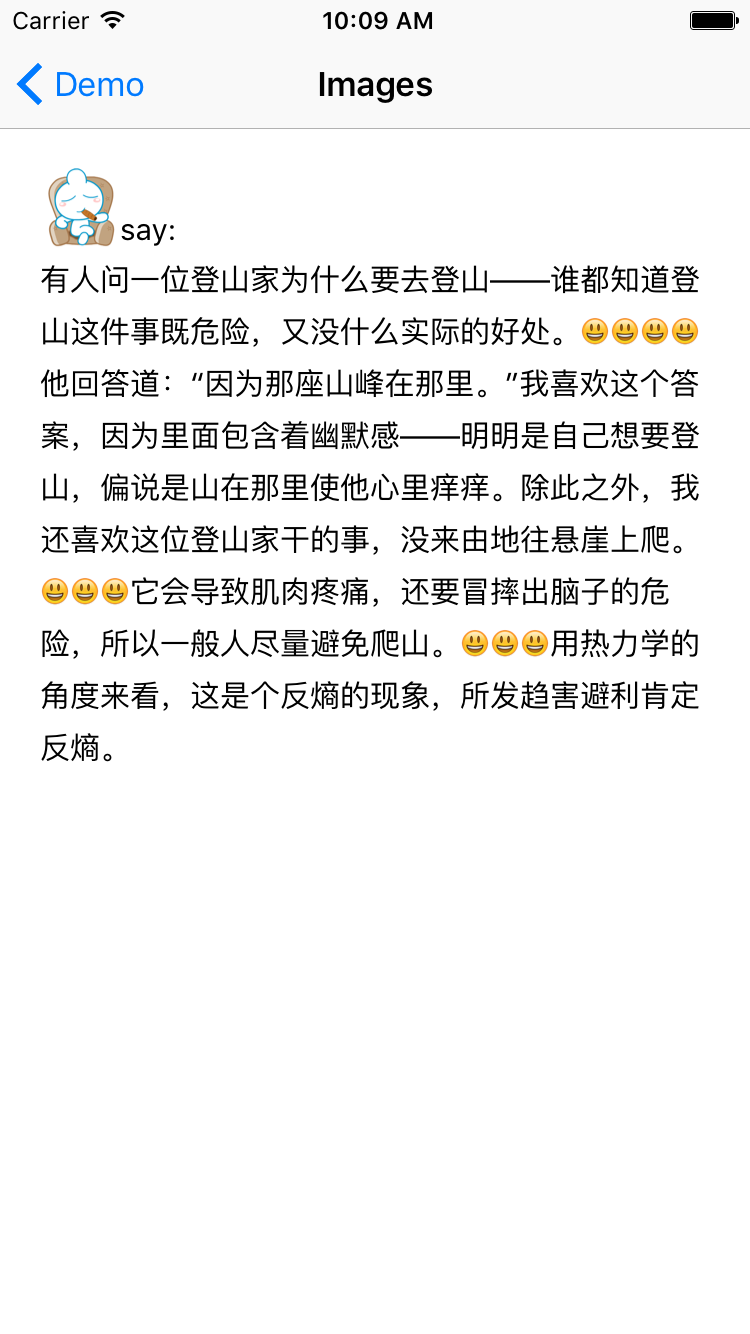 Carrier 10:09 AM
Demo Images
say:
有人问一位登山家为什么要去登山——谁都知道登
山这件事既危险，又没什么实际的好处。😃😃😃😃
他回答道：“因为那座山峰在那里。”我喜欢这个答
案，因为里面包含着幽默感——明明是自己想要登
山，偏说是山在那里使他心里痒痒。除此之外，我
还喜欢这位登山家干的事，没来由地往悬崖上爬。
😃😃😃它会导致肌肉疼痛，还要冒摔出脑子的危
险，所以一般人尽量避免爬山。😃😃😃用热力学的
角度来看，这是个反熵的现象，所发趋害避利肯定
反熵。